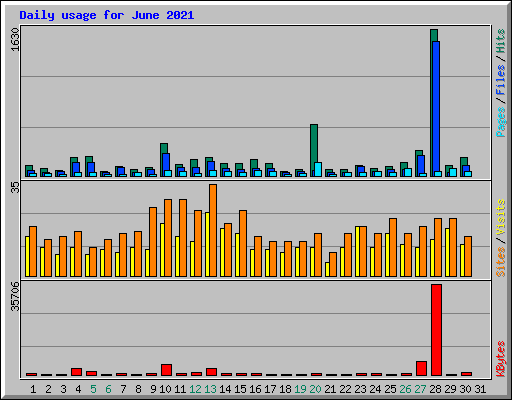 Daily usage for June 2021
1630
Pages / Files / Hits
35
Sites / Visits
35706
KBytes
1 2 3 4 5 6 7 8 9 10 11 12 13 14 15 16 17 18 19 20 21 22 23 24 25 26 27 28 29 30 31